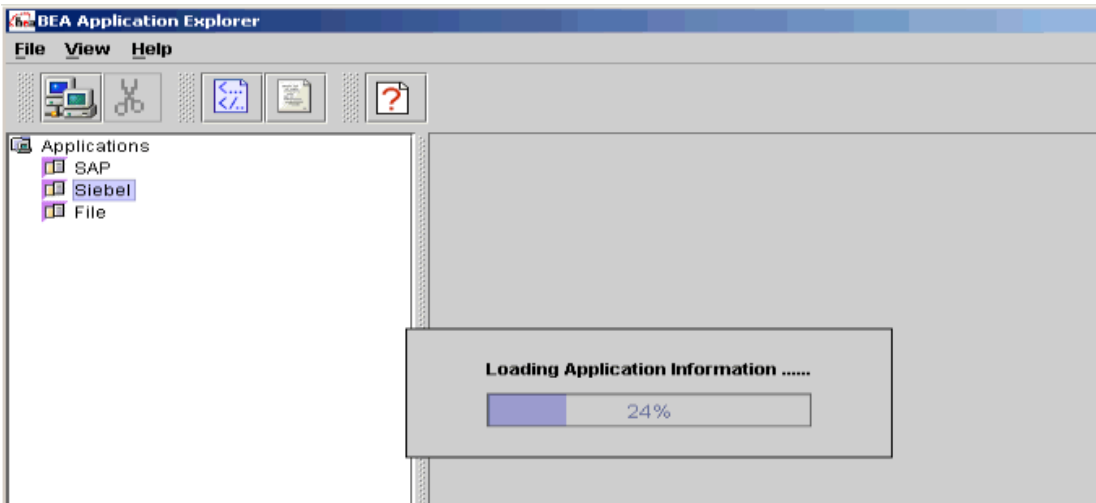 BEA Application Explorer
File View Help
Applications
SAP
Siebel
File
Loading Application Information ......
24%